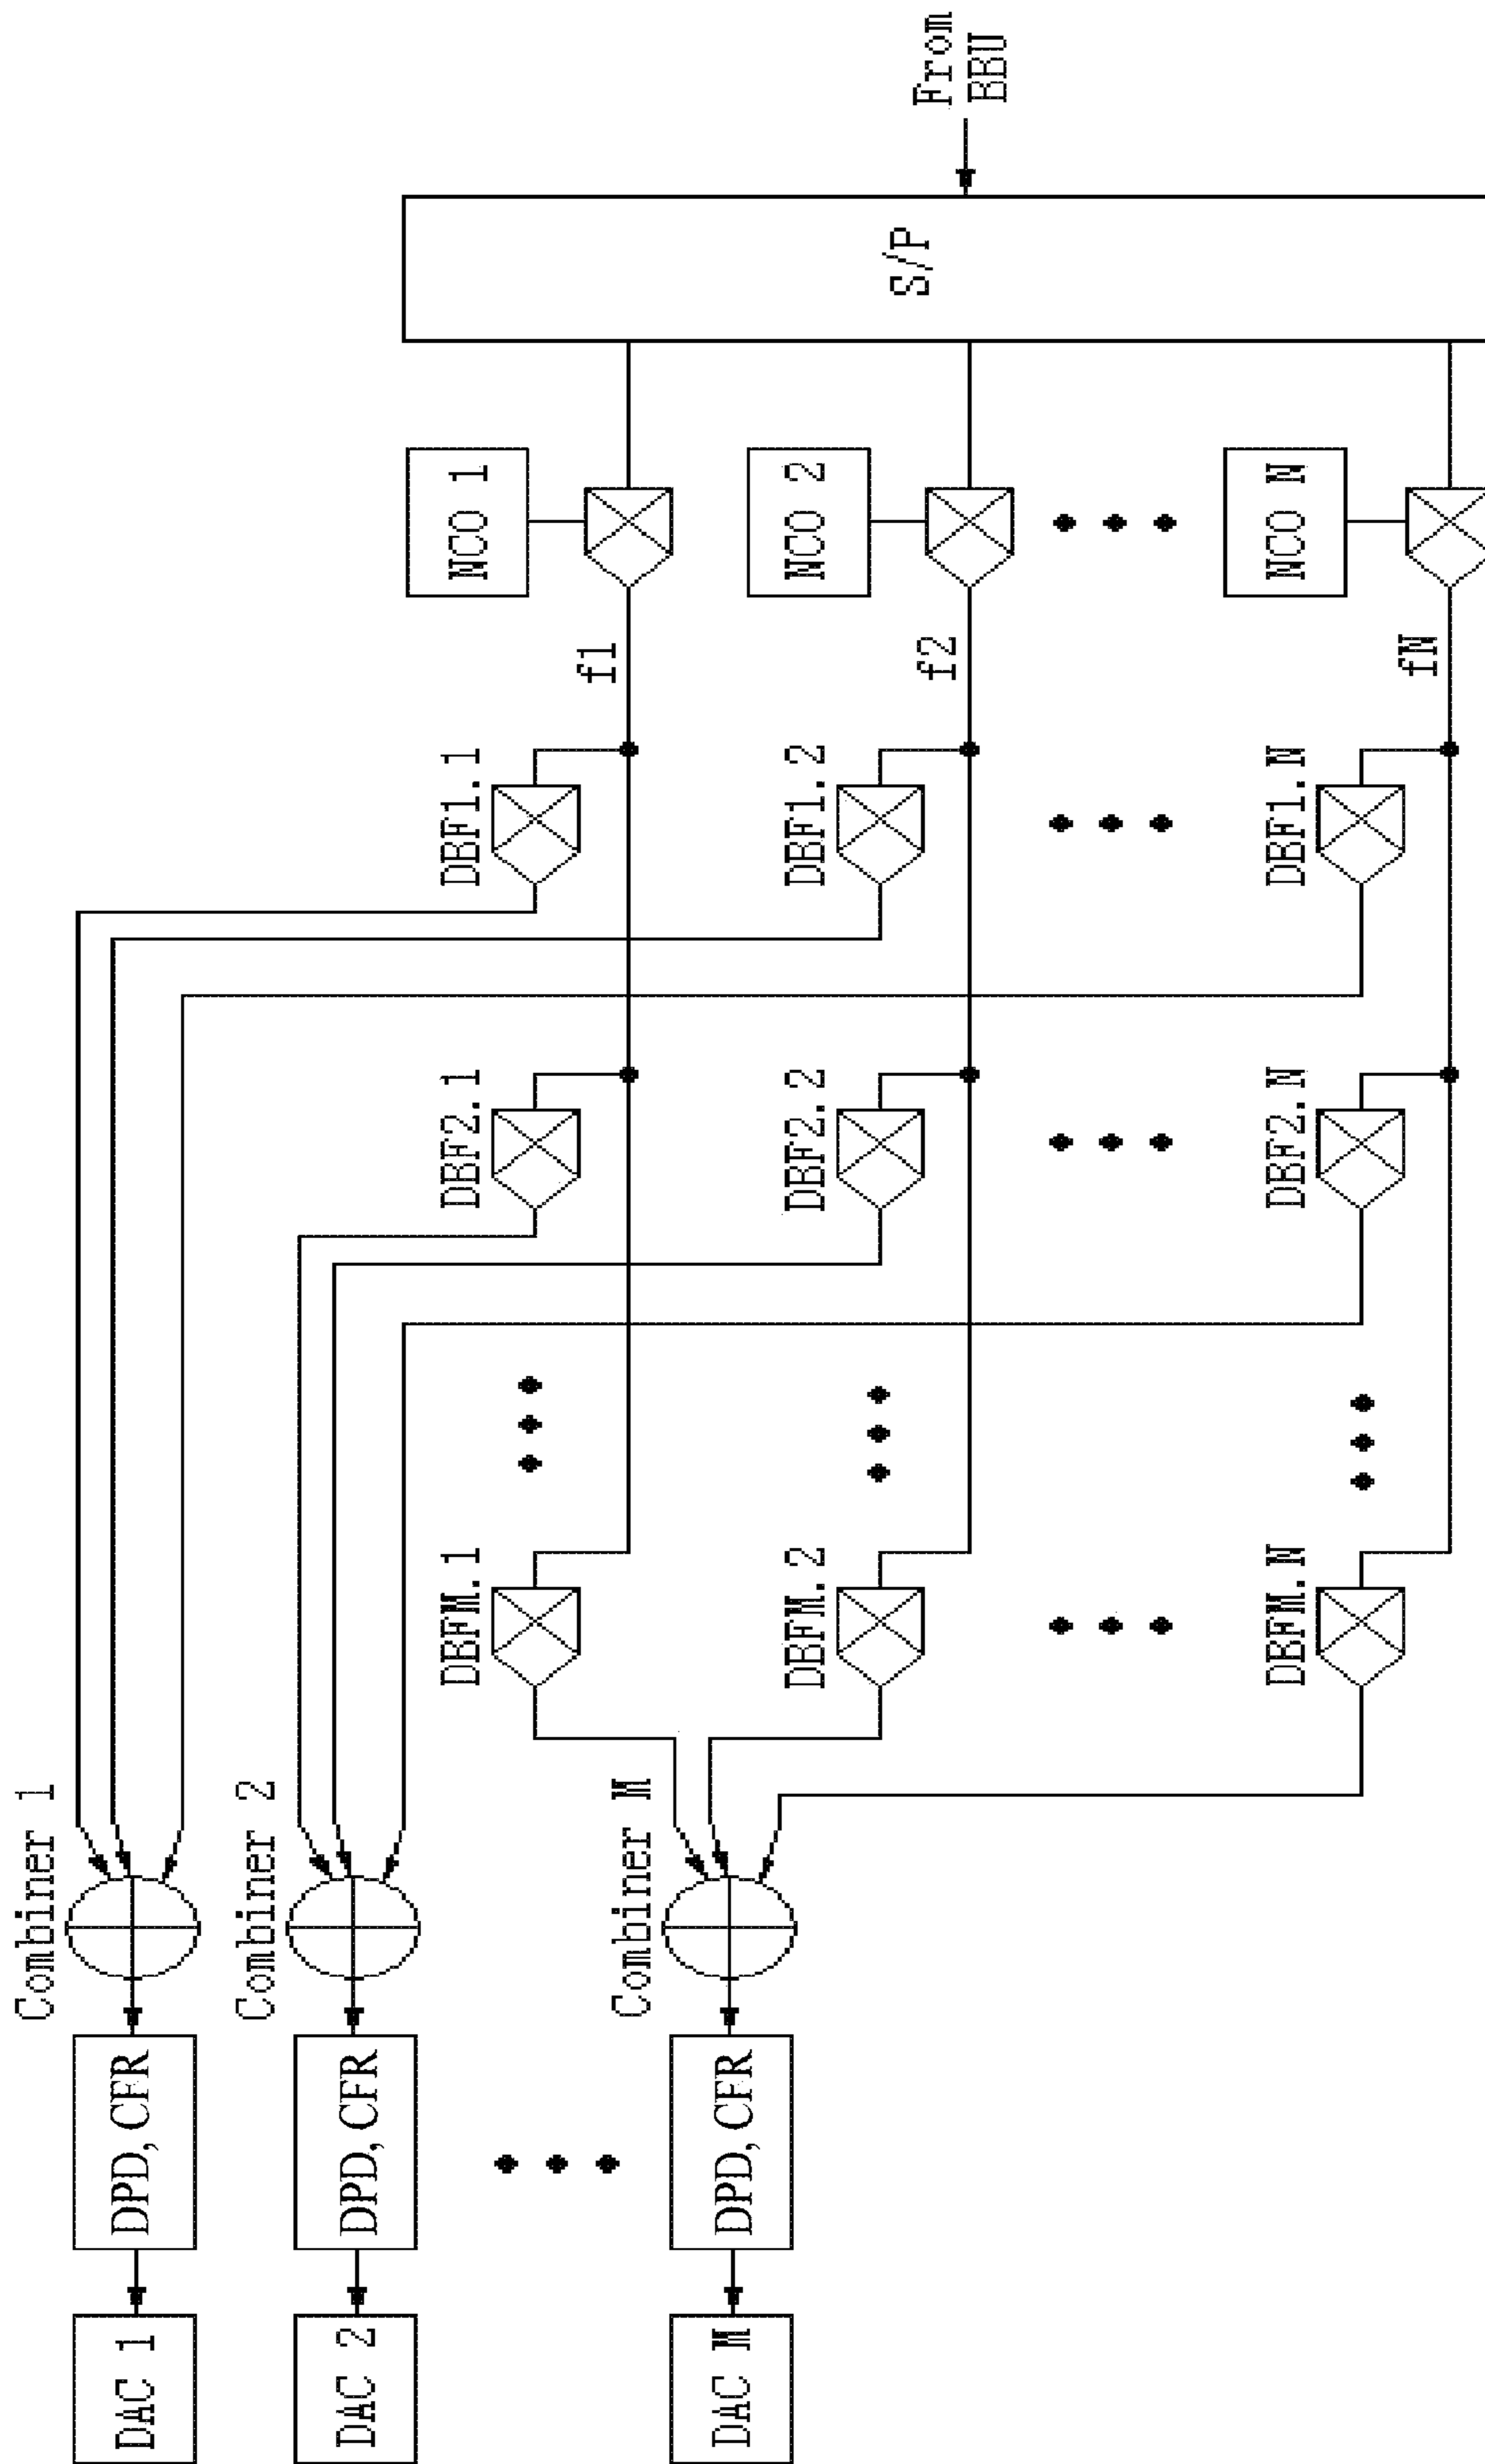 From
BBU
S/P
NCO 1
NCO 2
NCO N
f1
f2
fN
DBF1.1
DBF1.2
DBF1.N
DBF2.1
DBF2.2
DBF2.N
DBFM.1
DBFM.2
DBFM.N
Combiner 1
Combiner 2
Combiner M
DPD,CFR
DPD,CFR
DPD,CFR
DAC 1
DAC 2
DAC M